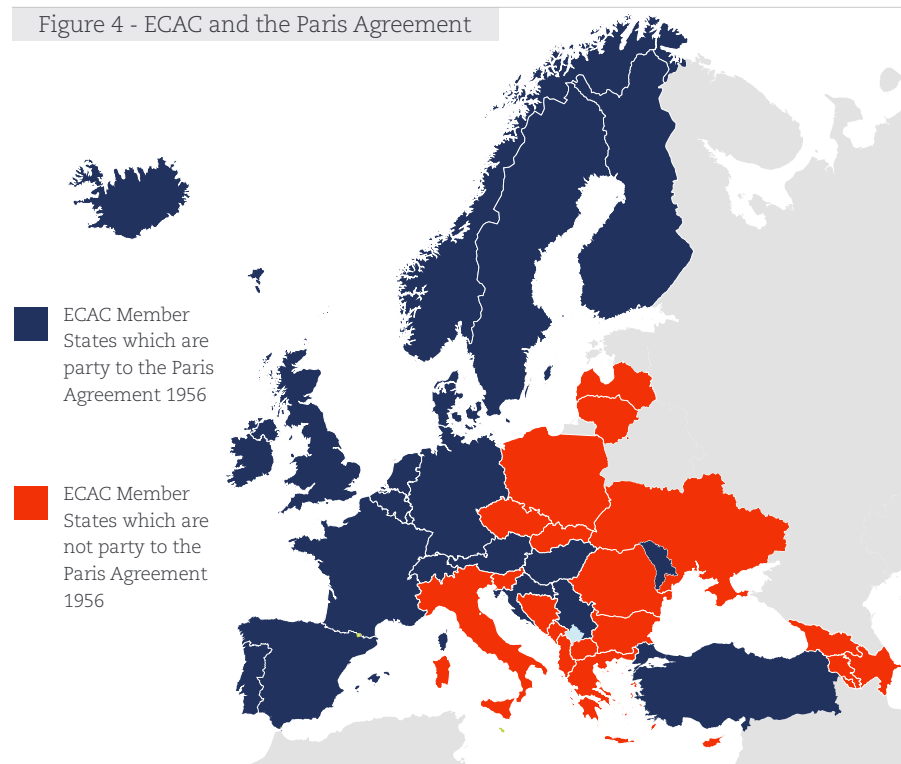 Figure 4 - ECAC and the Paris Agreement
ECAC Member
States which are
party to the Paris
Agreement 1956
ECAC Member
States which are
not party to the
Paris Agreement
1956